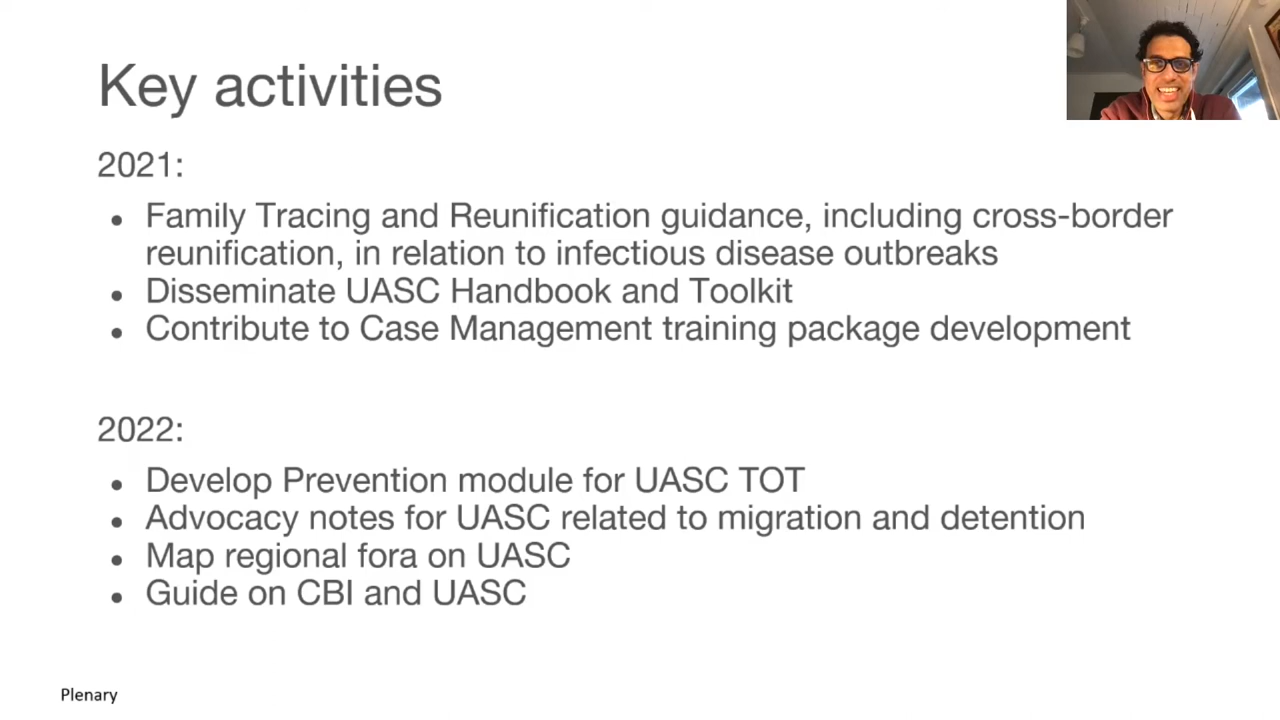 Key activities
2021:
• Family Tracing and Reunification guidance, including cross-border
reunification, in relation to infectious disease outbreaks
• Disseminate UASC Handbook and Toolkit
• Contribute to Case Management training package development
2022:
• Develop Prevention module for UASC TOT
• Advocacy notes for UASC related to migration and detention
• Map regional fora on UASC
• Guide on CBI and UASC
Plenary